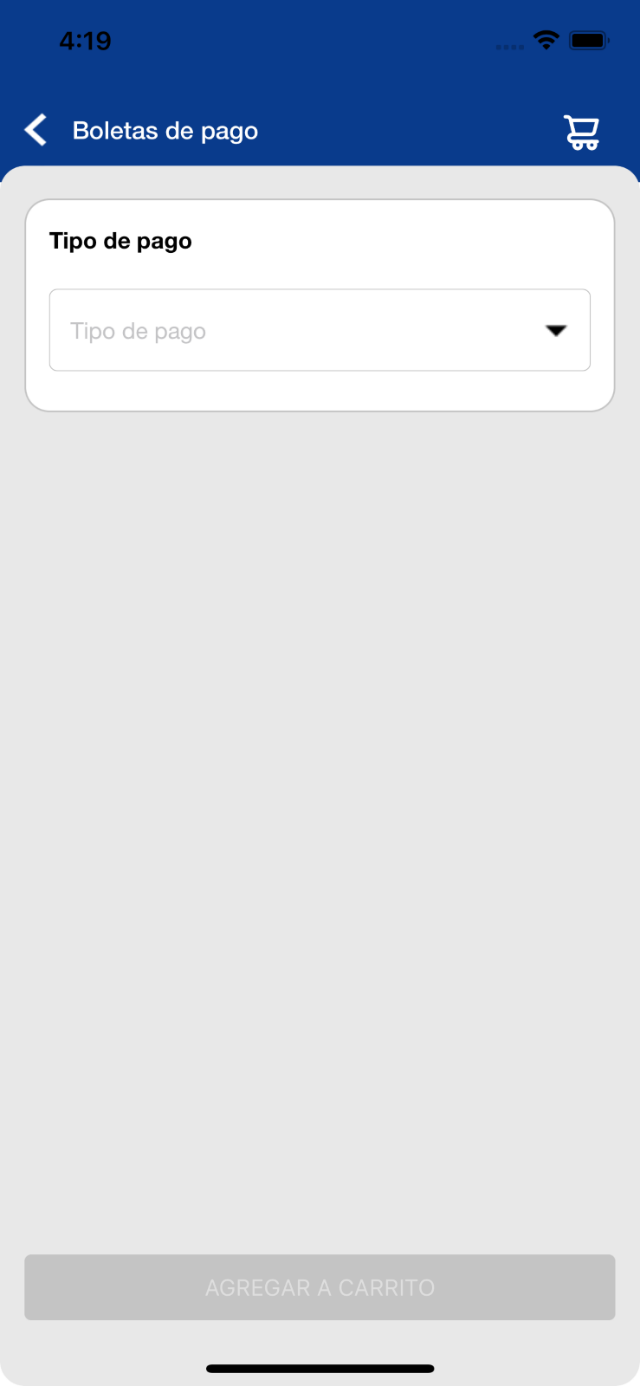 4:19
Boletas de pago
Tipo de pago
Tipo de pago
AGREGAR A CARRITO